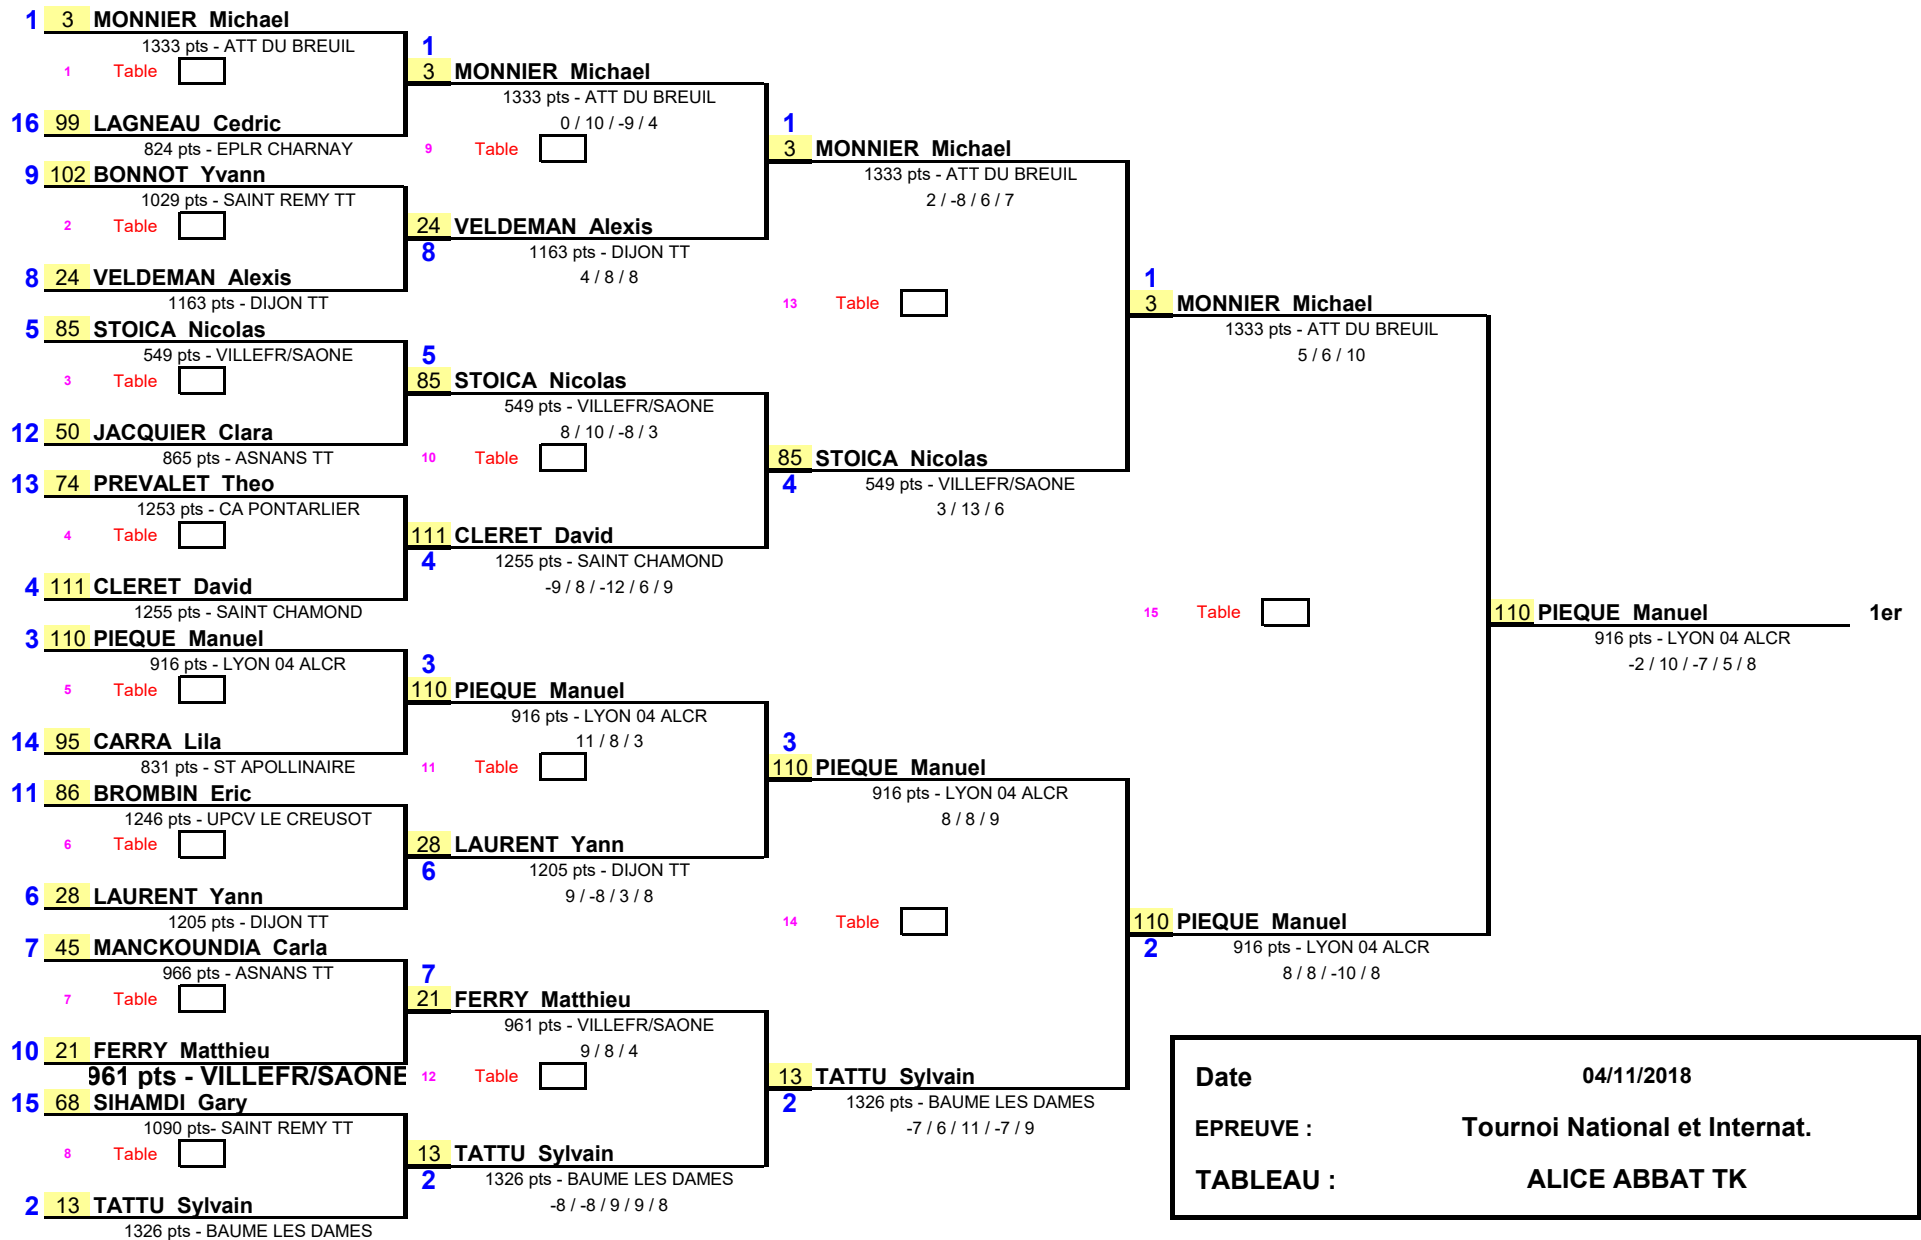 1 3 MONNIER Michael
1333 pts - ATT DU BREUIL
1 Table
16 99 LAGNEAU Cedric
824 pts - EPLR CHARNAY
9 102 BONNOT Yvann
1029 pts - SAINT REMY TT
2 Table
8 24 VELDEMAN Alexis
1163 pts - DIJON TT
5 85 STOICA Nicolas
549 pts - VILLEFR/SAONE
3 Table
12 50 JACQUIER Clara
865 pts - ASNANS TT
13 74 PREVALET Theo
1253 pts - CA PONTARLIER
4 Table
4 111 CLERET David
1255 pts - SAINT CHAMOND
3 110 PIEQUE Manuel
916 pts - LYON 04 ALCR
5 Table
14 95 CARRA Lila
831 pts - ST APOLLINAIRE
11 86 BROMBIN Eric
1246 pts - UPCV LE CREUSOT
6 Table
6 28 LAURENT Yann
1205 pts - DIJON TT
7 45 MANCKOUNDIA Carla
966 pts - ASNANS TT
7 Table
10 21 FERRY Matthieu
961 pts - VILLEFR/SAONE
15 68 SIHAMDI Gary
1090 pts- SAINT REMY TT
8 Table
2 13 TATTU Sylvain
1326 pts - BAUME LES DAMES
1
3 MONNIER Michael
1333 pts - ATT DU BREUIL
0 / 10 / -9 / 4
9 Table
24 VELDEMAN Alexis
8
1163 pts - DIJON TT
4 / 8 / 8
5
85 STOICA Nicolas
549 pts - VILLEFR/SAONE
8 / 10 / -8 / 3
10 Table
111 CLERET David
4
1255 pts - SAINT CHAMOND
-9 / 8 / -12 / 6 / 9
3
110 PIEQUE Manuel
916 pts - LYON 04 ALCR
11 / 8 / 3
11 Table
28 LAURENT Yann
6
1205 pts - DIJON TT
9 / -8 / 3 / 8
7
21 FERRY Matthieu
961 pts - VILLEFR/SAONE
9 / 8 / 4
12 Table
13 TATTU Sylvain
2
1326 pts - BAUME LES DAMES
-8 / -8 / 9 / 9 / 8
1
3 MONNIER Michael
1333 pts - ATT DU BREUIL
2 / -8 / 6 / 7
13 Table
85 STOICA Nicolas
4
549 pts - VILLEFR/SAONE
3 / 13 / 6
3
110 PIEQUE Manuel
916 pts - LYON 04 ALCR
8 / 8 / 9
14 Table
13 TATTU Sylvain
2
1326 pts - BAUME LES DAMES
-7 / 6 / 11 / -7 / 9
1
3 MONNIER Michael
1333 pts - ATT DU BREUIL
5 / 6 / 10
15 Table
110 PIEQUE Manuel
2
916 pts - LYON 04 ALCR
8 / 8 / -10 / 8
110 PIEQUE Manuel 1er
916 pts - LYON 04 ALCR
-2 / 10 / -7 / 5 / 8
Date 04/11/2018
EPREUVE : Tournoi National et Internat.
TABLEAU : ALICE ABBAT TK